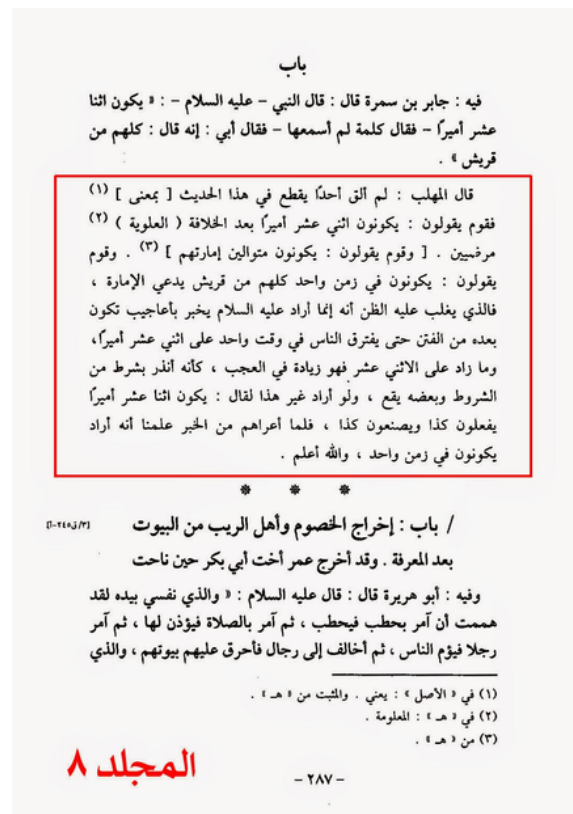 باب
فيه : جابر بن سمرة قال : قال النبي – عليه السلام – : « يكون اثنا
عشر أميرًا – فقال كلمة لم أسمعها – فقال أبي : إنه قال : كلهم من
قريش » .
قال المهلب : لم ألق أحدًا يقطع في هذا الحديث [ بمعنى ] (١)
فقوم يقولون : يكونون اثني عشر أميرًا بعد الخلافة ( العلوية ) (٢)
مرضيين . [ وقوم يقولون : يكونون متوالين إمارتهم ] (٣) . وقوم
يقولون : يكونون في زمن واحد كلهم من قريش يدعي الإمارة ،
فالذي يغلب عليه الظن أنه إنما أراد عليه السلام يخبر بأعاجيب تكون
بعده من الفتن حتى يفترق الناس في وقت واحد على اثني عشر أميرًا،
وما زاد على الاثني عشر فهو زيادة في العجب ، كأنه أنذر بشرط من
الشروط وبعضه يقع ، ولو أراد غير هذا لقال : يكون اثنا عشر أميرًا
يفعلون كذا ويصنعون كذا ، فلما أعراهم من الخبر علمنا أنه أراد
يكونون في زمن واحد ، والله أعلم .
/ باب : إخراج الخصوم وأهل الريب من البيوت [٣/ق٢٤٥-أ]
بعد المعرفة . وقد أخرج عمر أخت أبي بكر حين ناحت
وفيه : أبو هريرة قال : قال عليه السلام : « والذي نفسي بيده لقد
هممت أن آمر بحطب فيحطب ، ثم آمر بالصلاة فيؤذن لها ، ثم آمر
رجلا فيؤم الناس ، ثم أخالف إلى رجال فأحرق عليهم بيوتهم ، والذي
(١) في « الأصل » : يعني . والمثبت من « هـ » .
(٢) في « هـ » : المعلومة .
(٣) من « هـ » .
المجلد ٨
– ٢٨٧ –